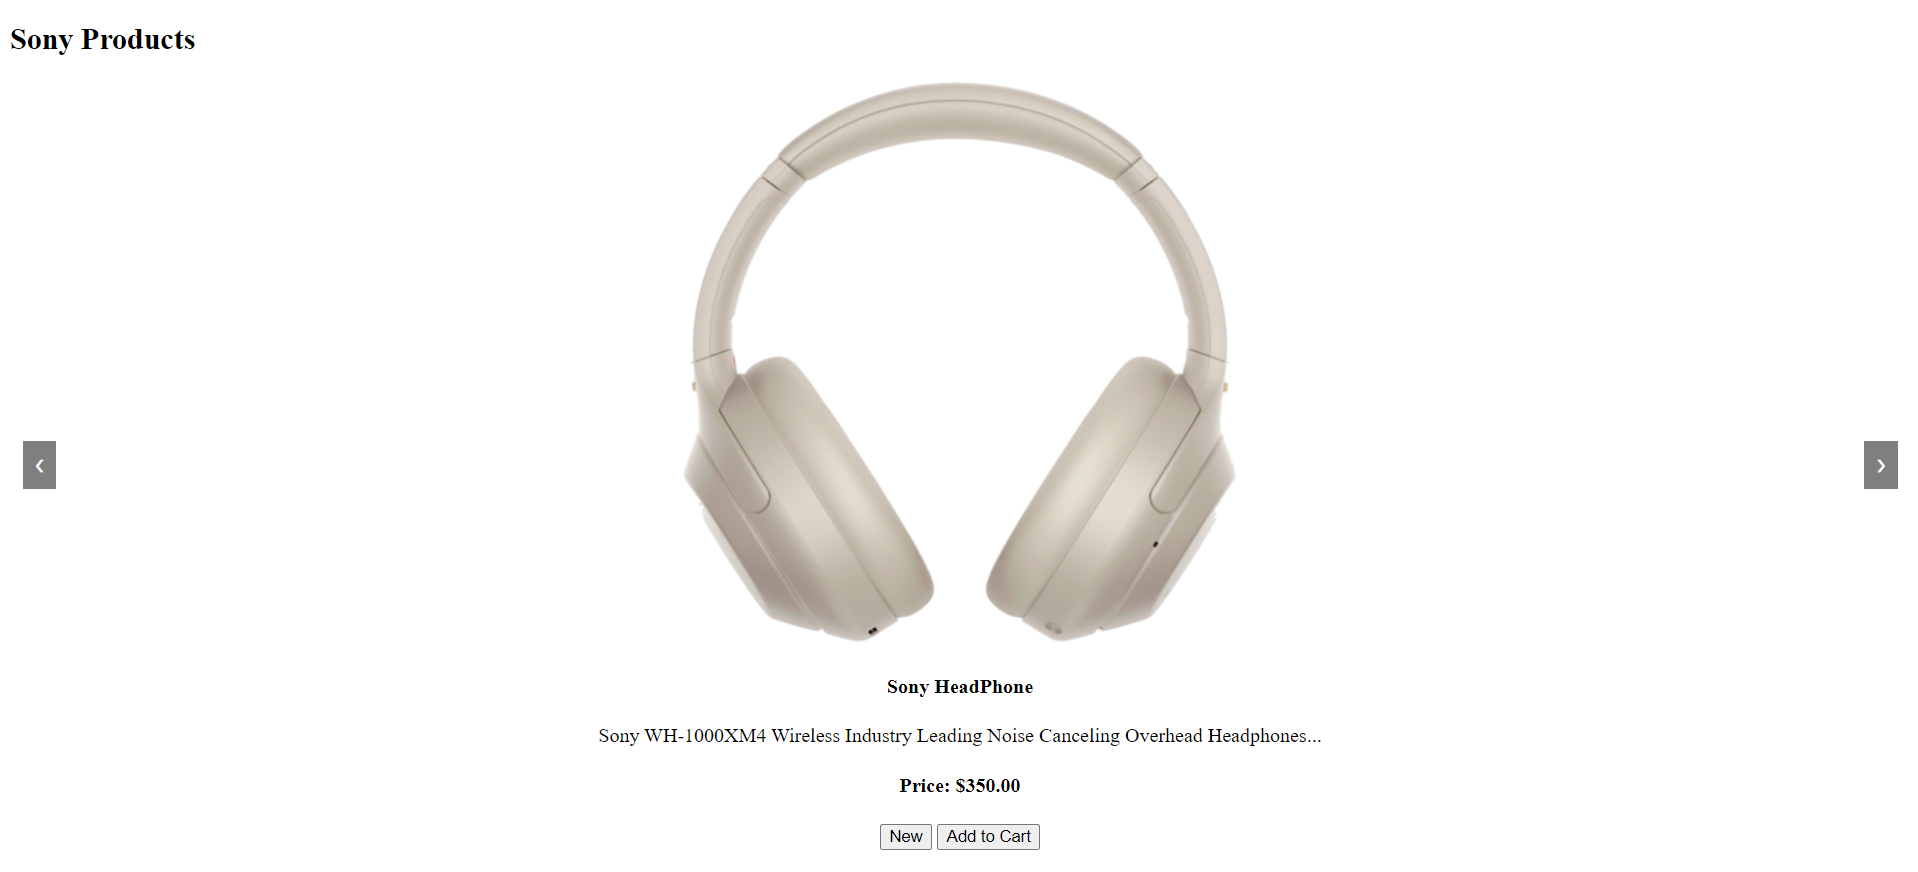 Sony Products
‹
›
Sony HeadPhone
Sony WH-1000XM4 Wireless Industry Leading Noise Canceling Overhead Headphones...
Price: $350.00
New Add to Cart